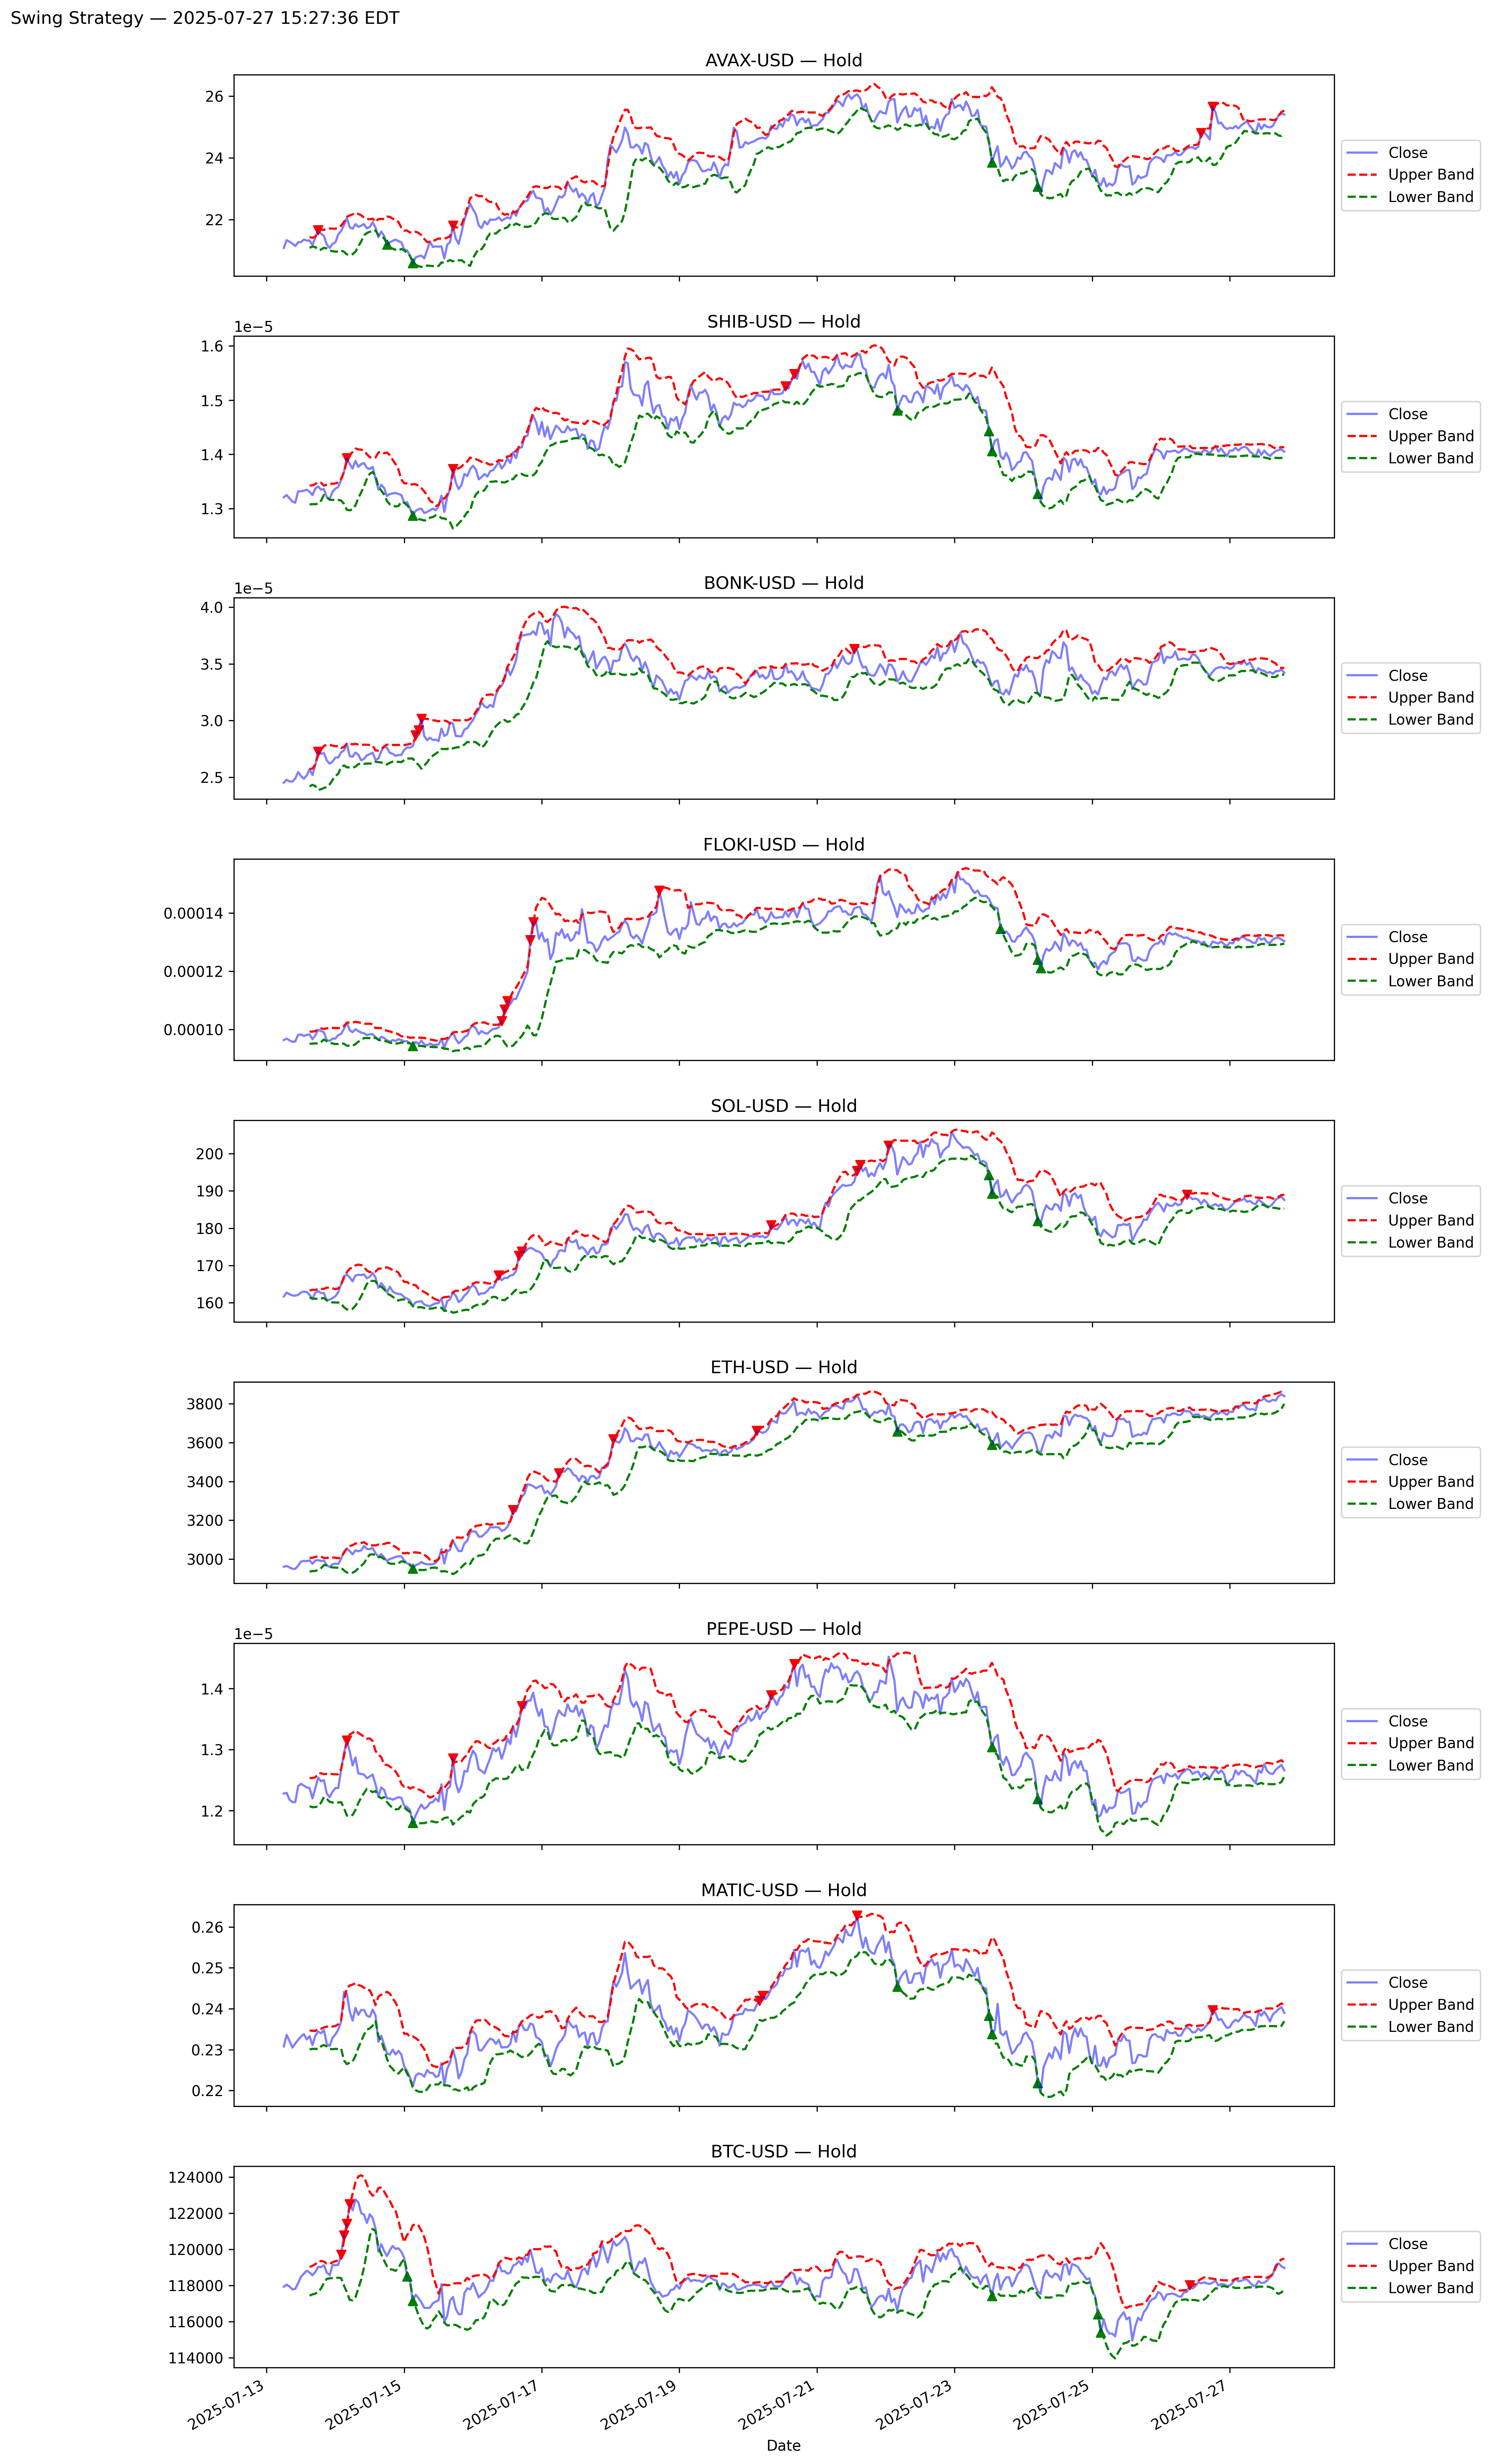 Swing Strategy — 2025-07-27 15:27:36 EDT
AVAX-USD — Hold
26
24
22
Close
Upper Band
Lower Band
SHIB-USD — Hold
1e−5
1.6
1.5
1.4
1.3
Close
Upper Band
Lower Band
BONK-USD — Hold
1e−5
4.0
3.5
3.0
2.5
Close
Upper Band
Lower Band
FLOKI-USD — Hold
0.00014
0.00012
0.00010
Close
Upper Band
Lower Band
SOL-USD — Hold
200
190
180
170
160
Close
Upper Band
Lower Band
ETH-USD — Hold
3800
3600
3400
3200
3000
Close
Upper Band
Lower Band
PEPE-USD — Hold
1e−5
1.4
1.3
1.2
Close
Upper Band
Lower Band
MATIC-USD — Hold
0.26
0.25
0.24
0.23
0.22
Close
Upper Band
Lower Band
BTC-USD — Hold
124000
122000
120000
118000
116000
114000
Close
Upper Band
Lower Band
2025-07-13
2025-07-15
2025-07-17
2025-07-19
2025-07-21
2025-07-23
2025-07-25
2025-07-27
Date